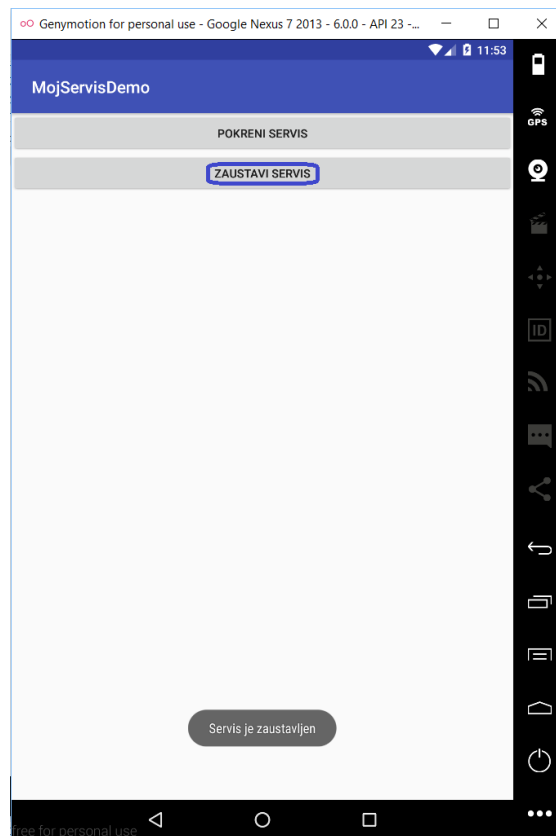 Genymotion for personal use - Google Nexus 7 2013 - 6.0.0 - API 23 -...
11:53
MojServisDemo
GPS
POKRENI SERVIS
ZAUSTAVI SERVIS
ID
Servis je zaustavljen
free for personal use